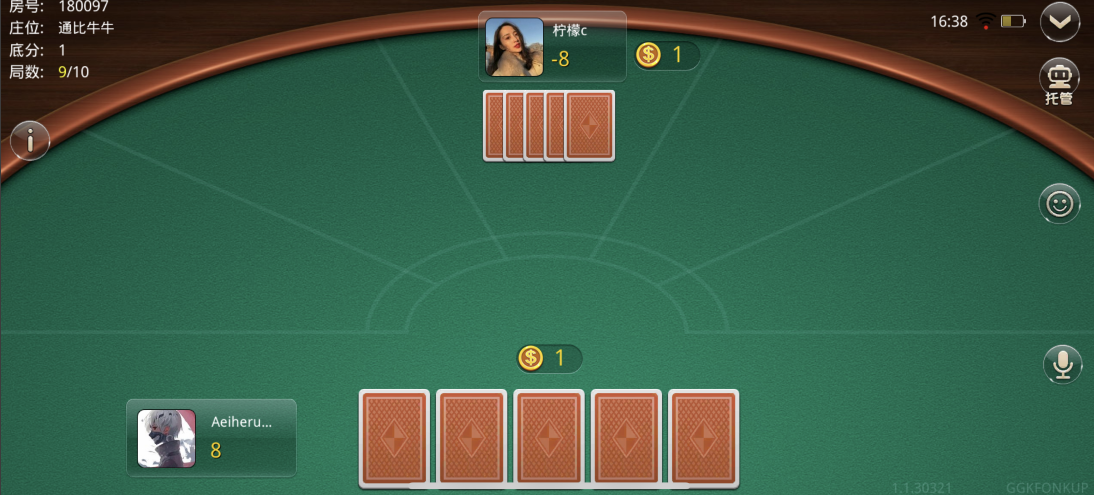 房号: 180097
庄位: 通比牛牛
底分: 1
局数: 9/10
柠檬c
-8
1
16:38
托管
1
Aeiheru...
8
1.1.30321
GGKFONKUP